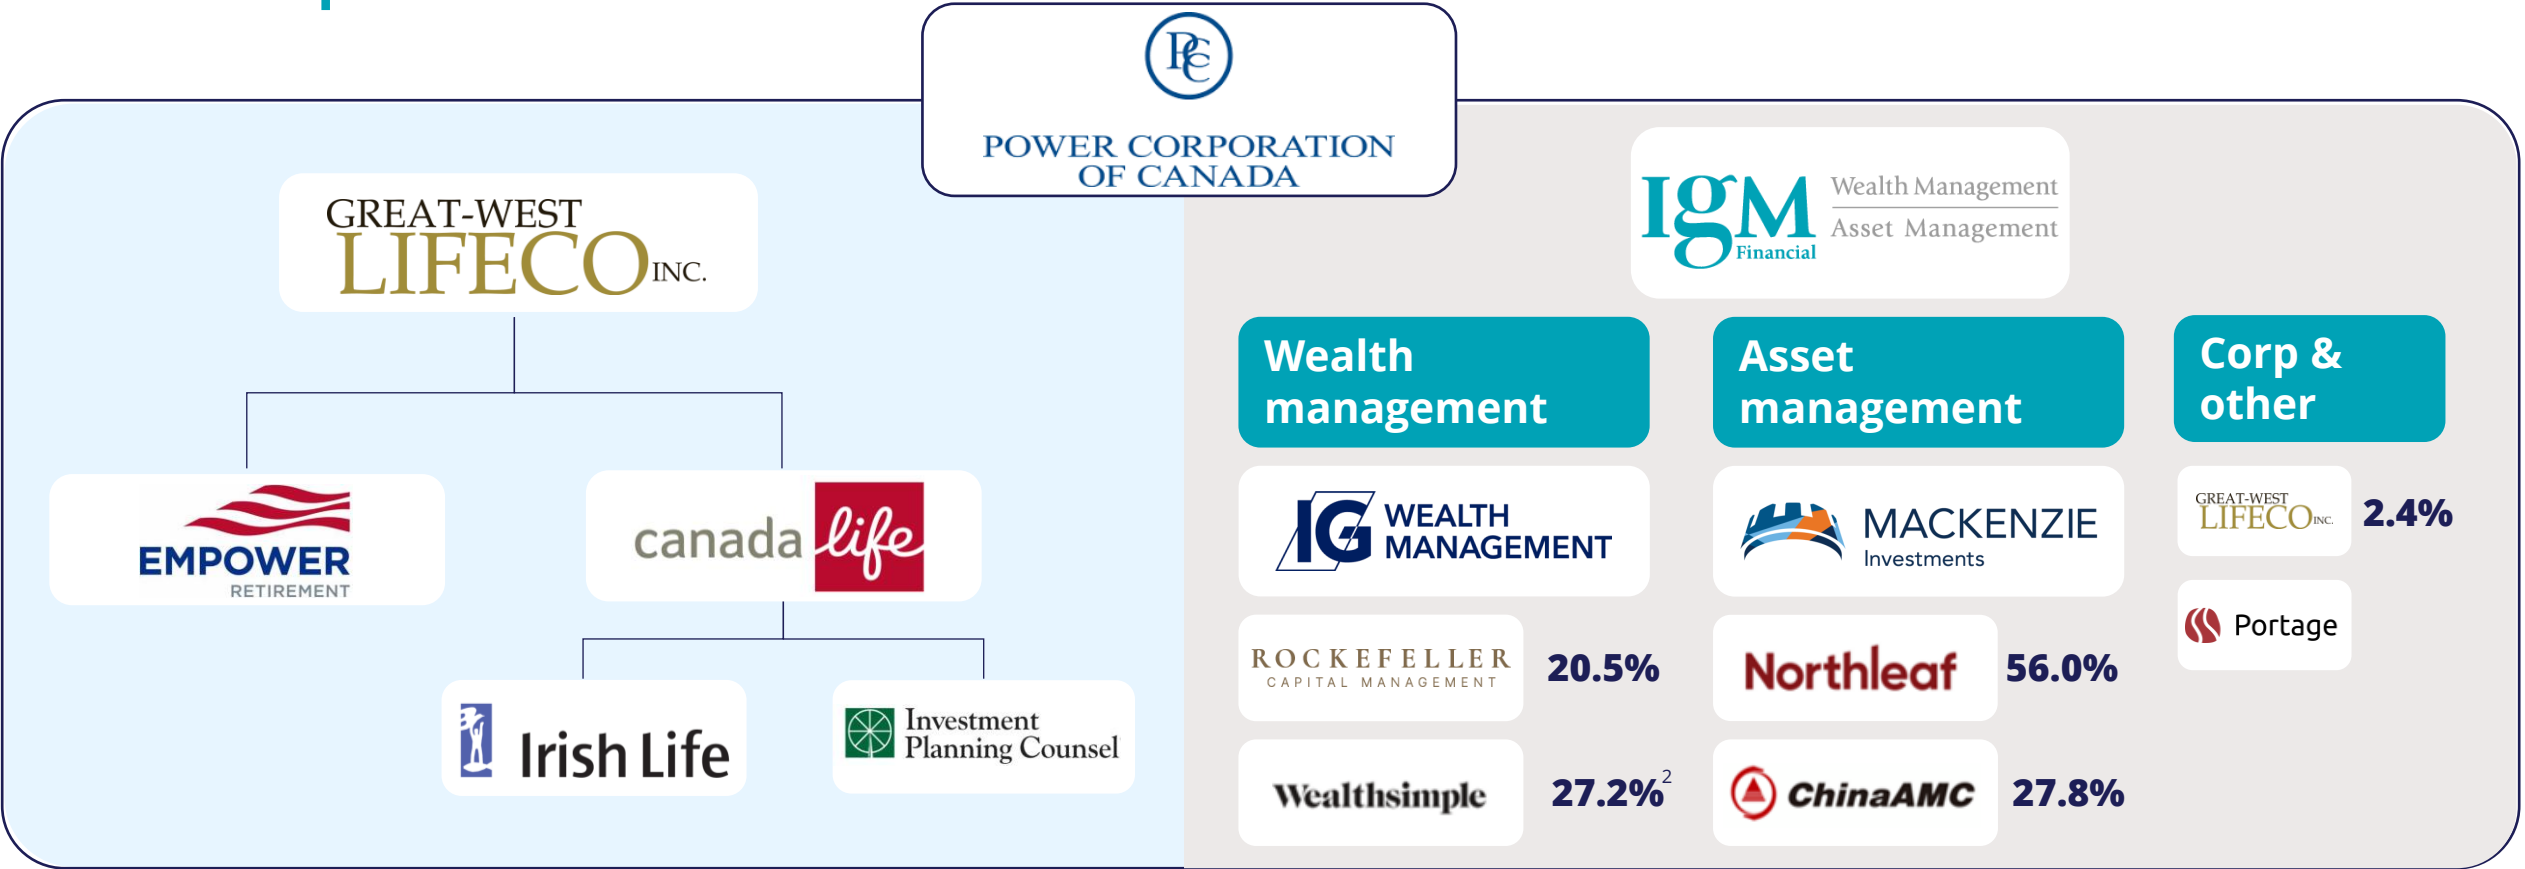 PCC
POWER CORPORATION
OF CANADA
GREAT-WEST
LIFECO INC.
EMPOWER
RETIREMENT
canada life
Irish Life
Investment
Planning Counsel
IgM
Financial
Wealth Management
Asset Management
Wealth
management
IG WEALTH
MANAGEMENT
ROCKEFELLER
CAPITAL MANAGEMENT
20.5%
Wealthsimple
27.2%²
Asset
management
MACKENZIE
Investments
Northleaf
56.0%
ChinaAMC
27.8%
Corp &
other
GREAT-WEST
LIFECO INC.
2.4%
Portage